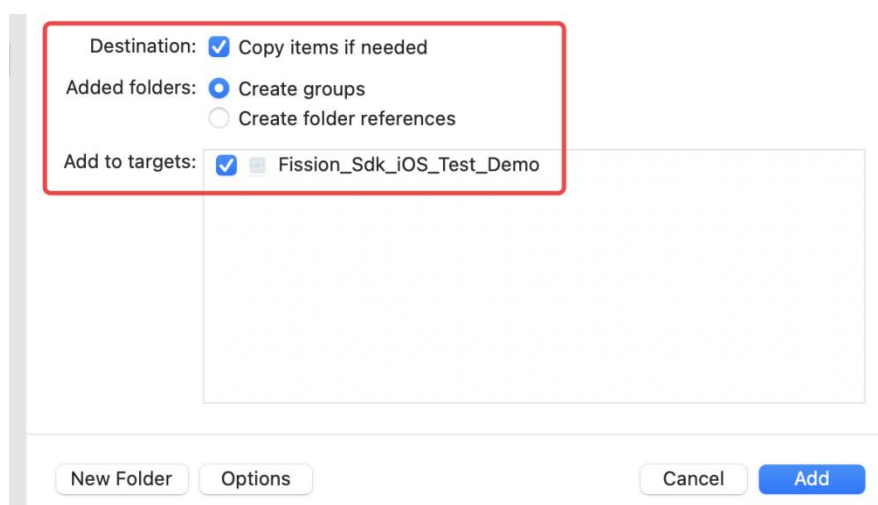 Destination: Copy items if needed
Added folders: Create groups
Create folder references
Add to targets: Fission_Sdk_iOS_Test_Demo
New Folder Options Cancel Add